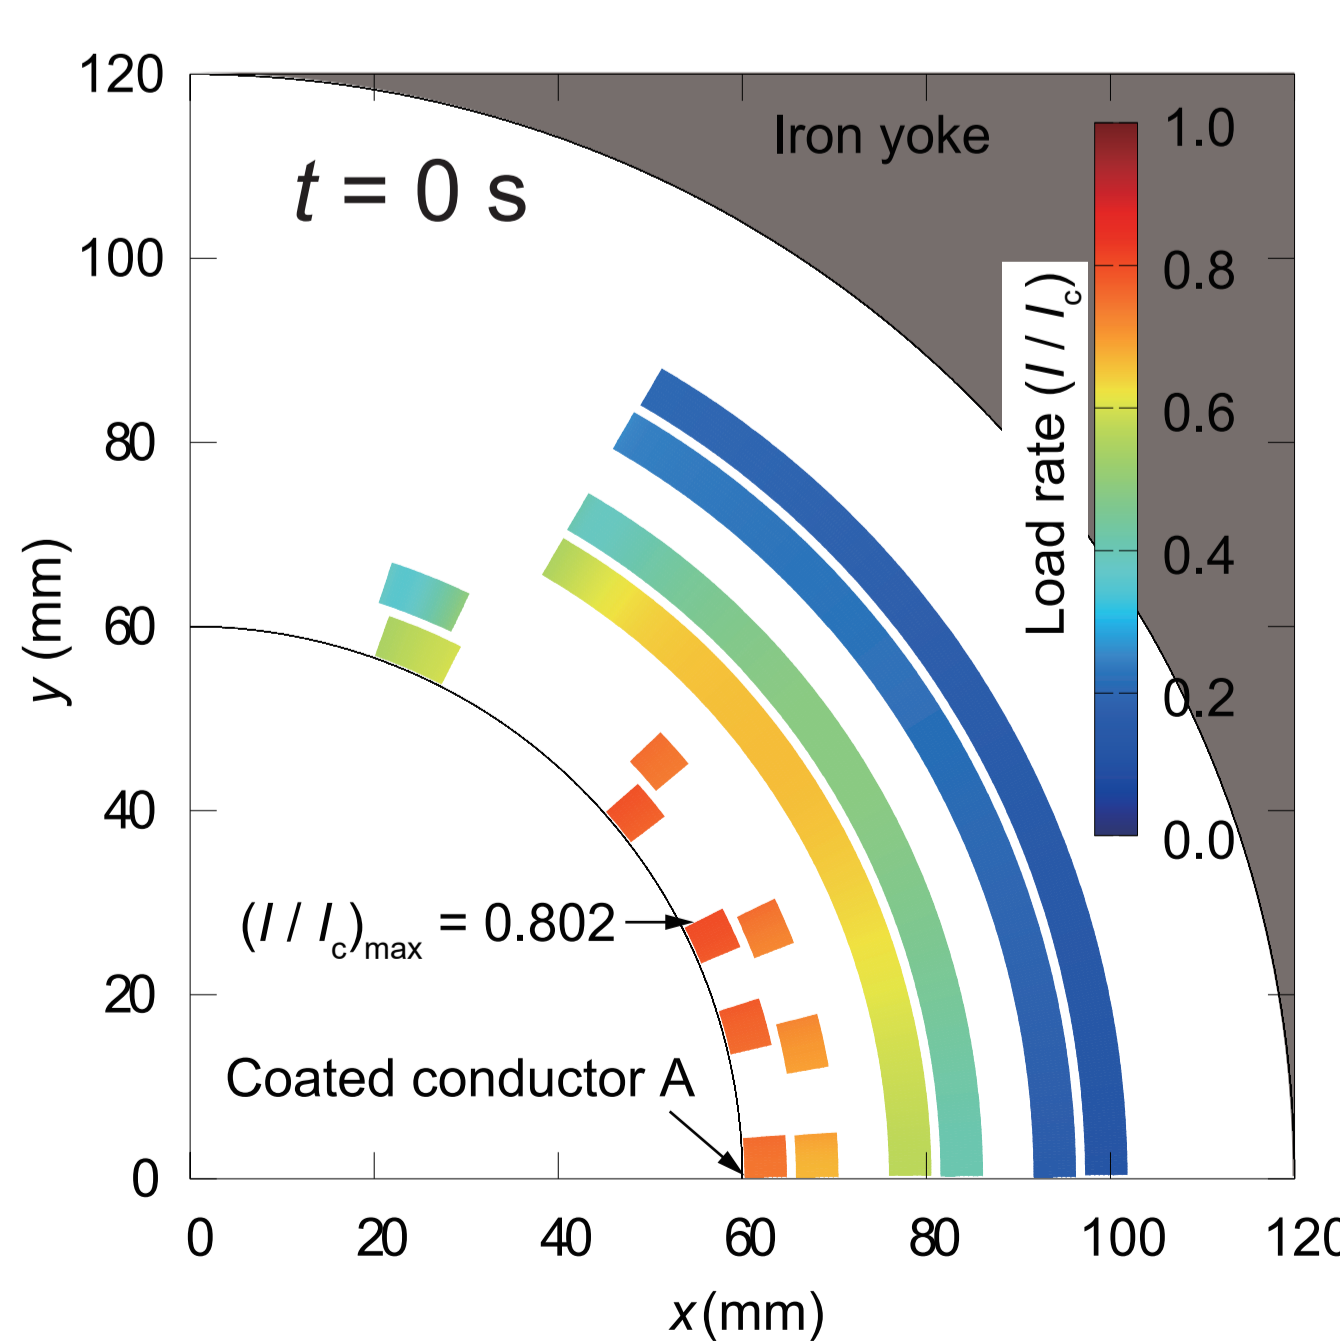 120
100
80
60
40
20
0
y (mm)
t = 0 s
Iron yoke
Load rate (I / Ic)
1.0
0.8
0.6
0.4
0.2
0.0
(I / Ic)max = 0.802
Coated conductor A
0 20 40 60 80 100 120
x (mm)